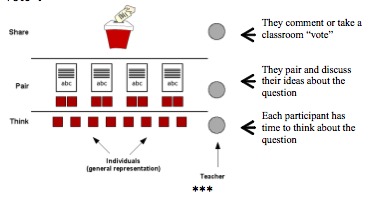 Share
They comment or take a
classroom “vote”
Pair
abc abc abc abc
They pair and discuss
their ideas about the
question
Think
Each participant has
time to think about the
question
Individuals
(general representation)
Teacher
***